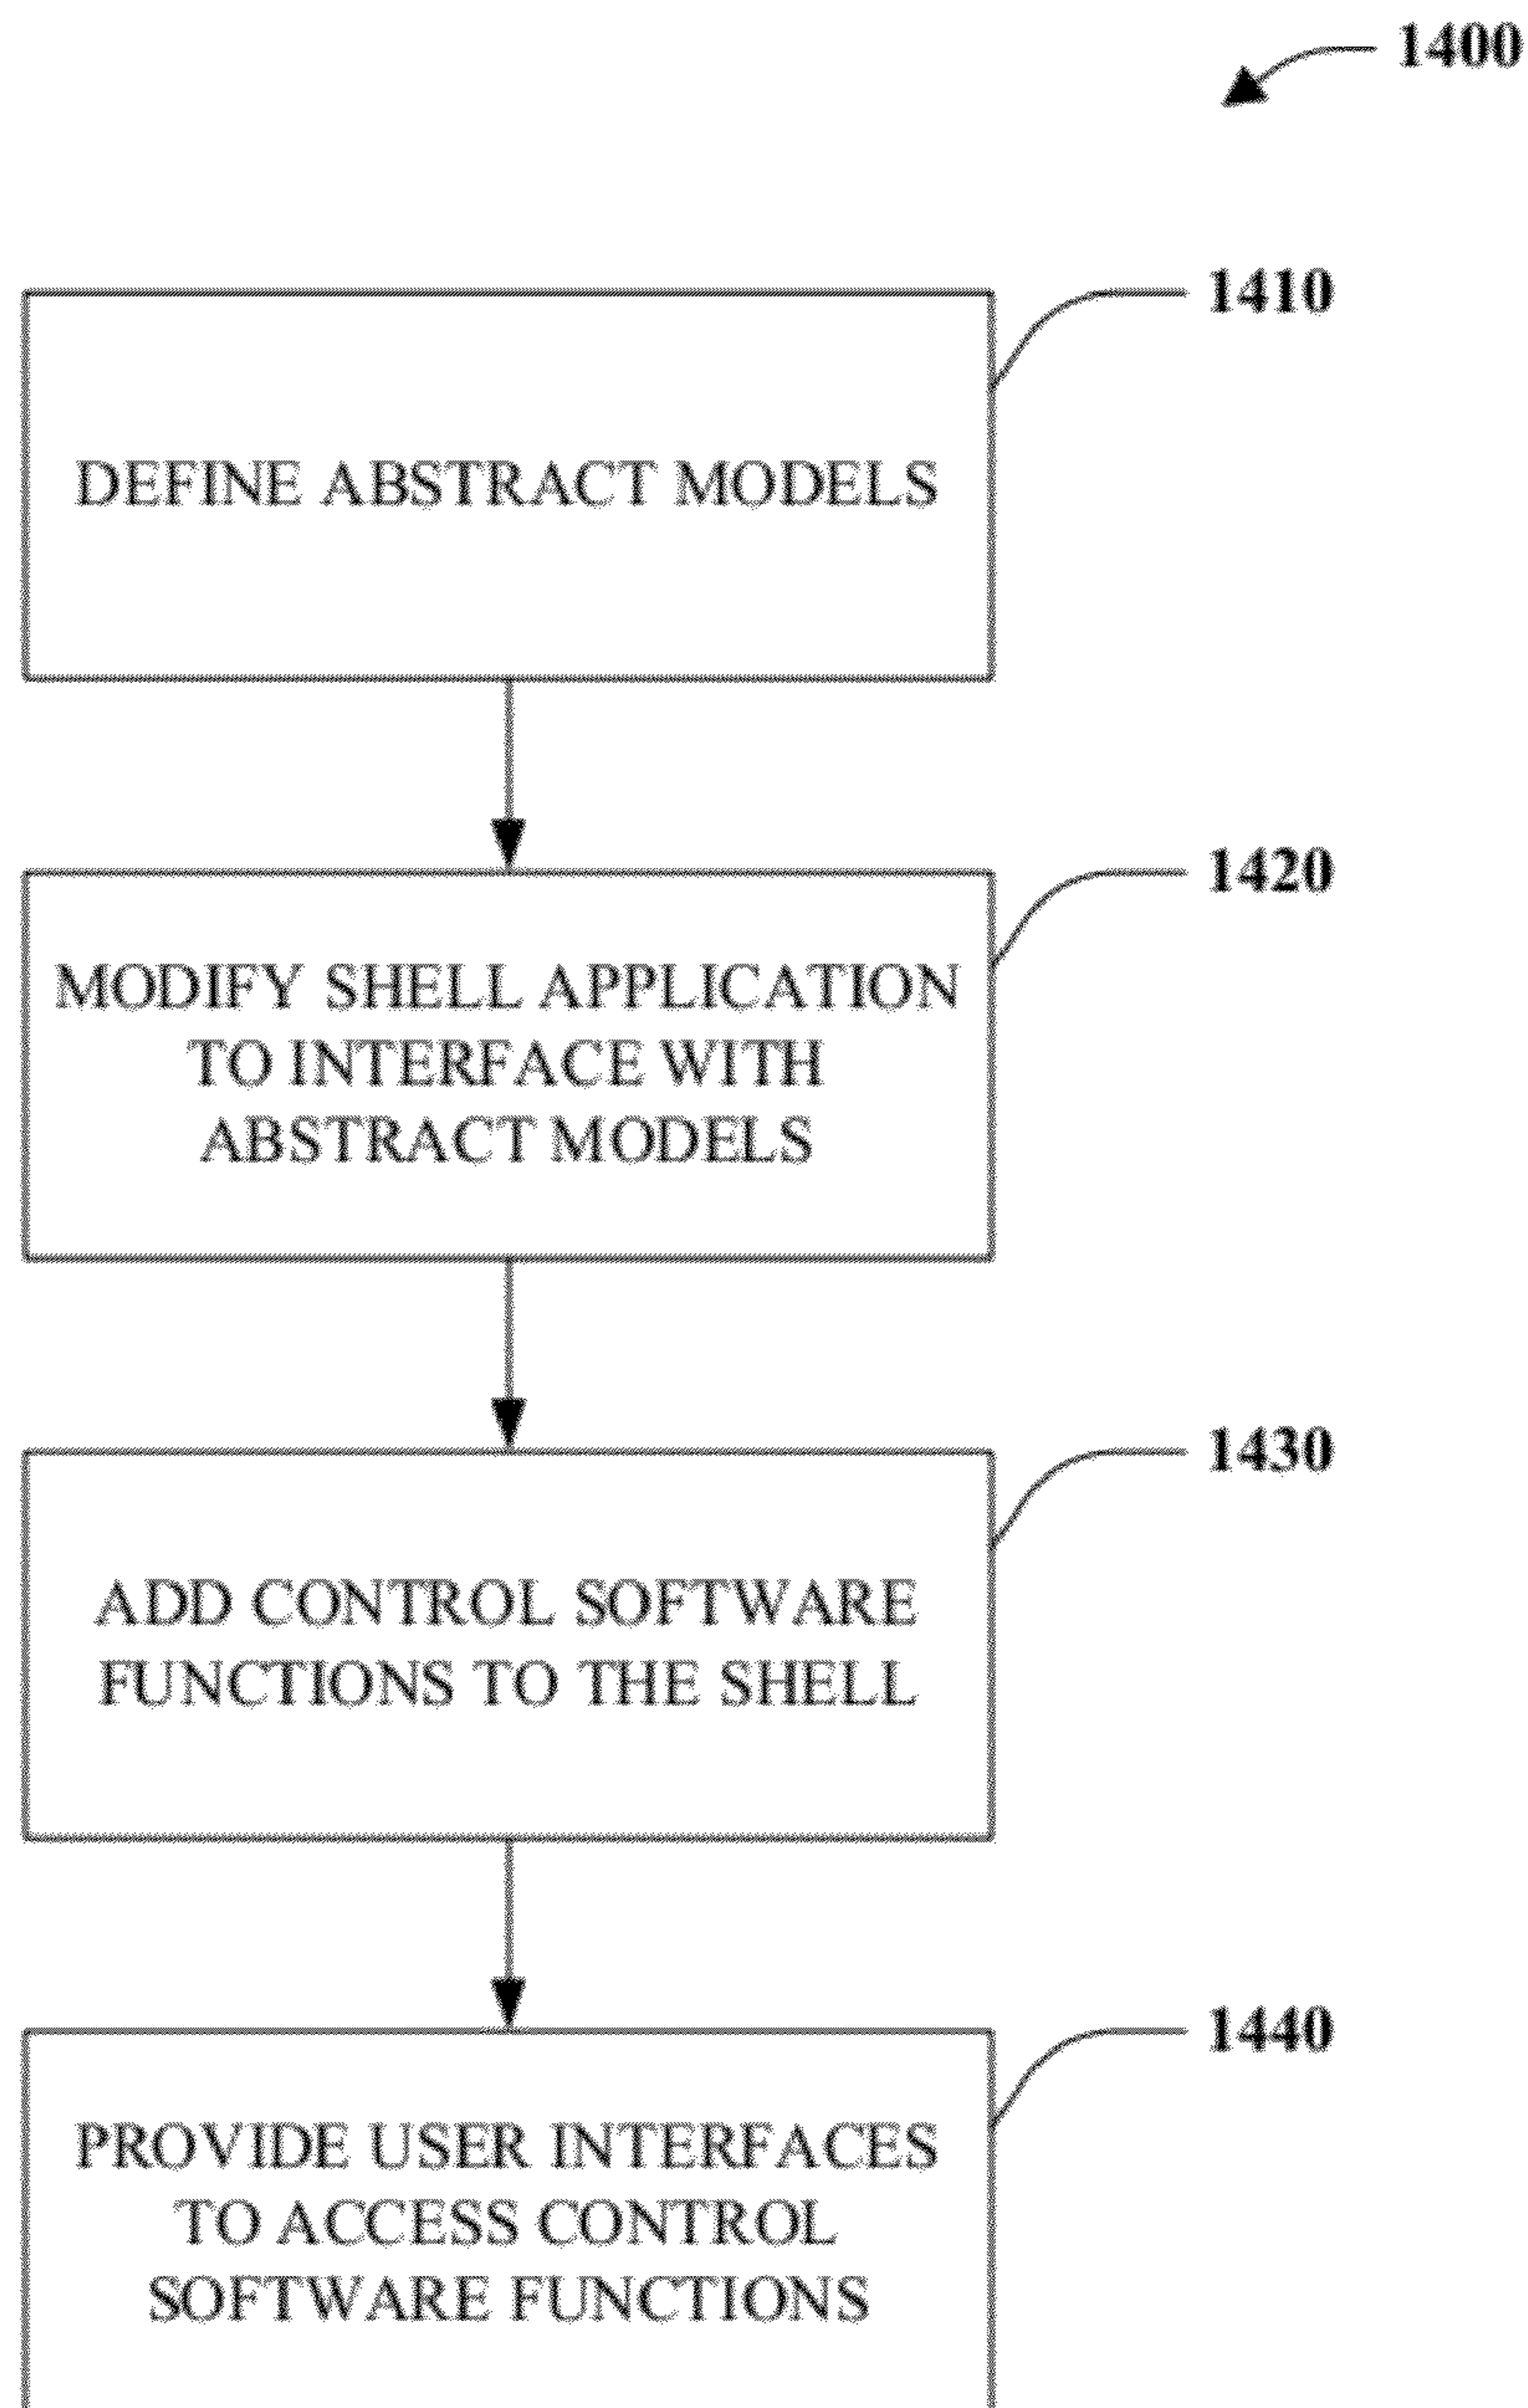 1400
1410
DEFINE ABSTRACT MODELS
1420
MODIFY SHELL APPLICATION
TO INTERFACE WITH
ABSTRACT MODELS
1430
ADD CONTROL SOFTWARE
FUNCTIONS TO THE SHELL
1440
PROVIDE USER INTERFACES
TO ACCESS CONTROL
SOFTWARE FUNCTIONS